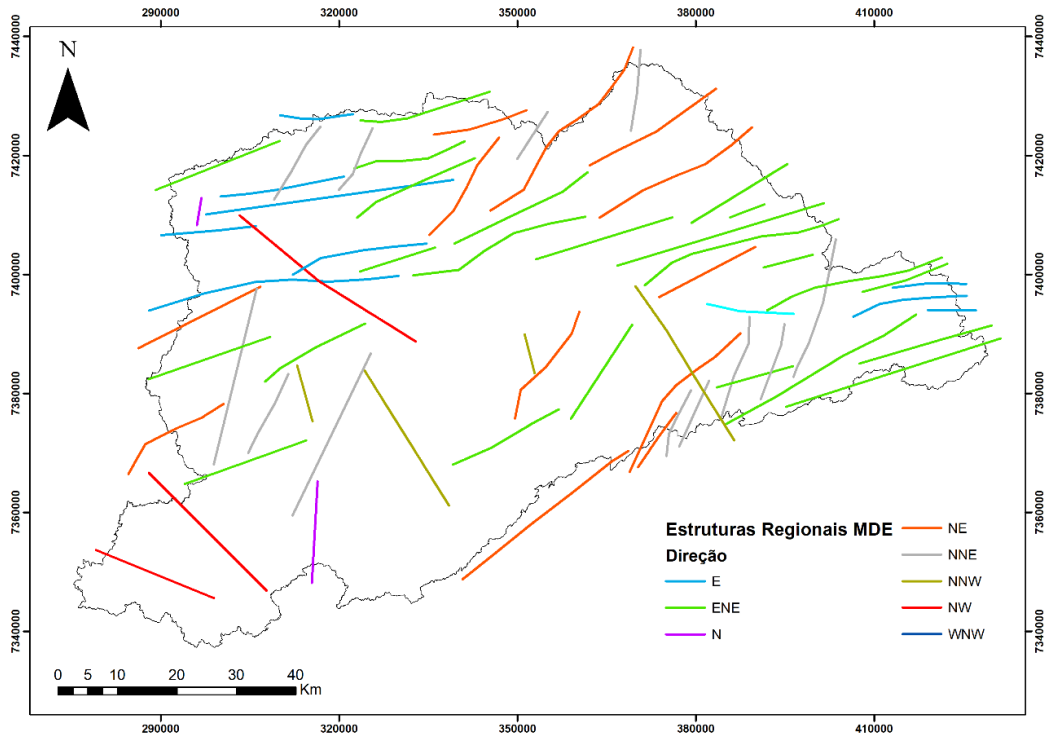 290000 320000 350000 380000 410000
7440000 7440000
N
7420000 7420000
7400000 7400000
7380000 7380000
7360000 7360000
Estruturas Regionais MDE
Direção
E
ENE
N
NE
NNE
NNW
NW
WNW
7340000 7340000
0 5 10 20 30 40
Km
290000 320000 350000 380000 410000